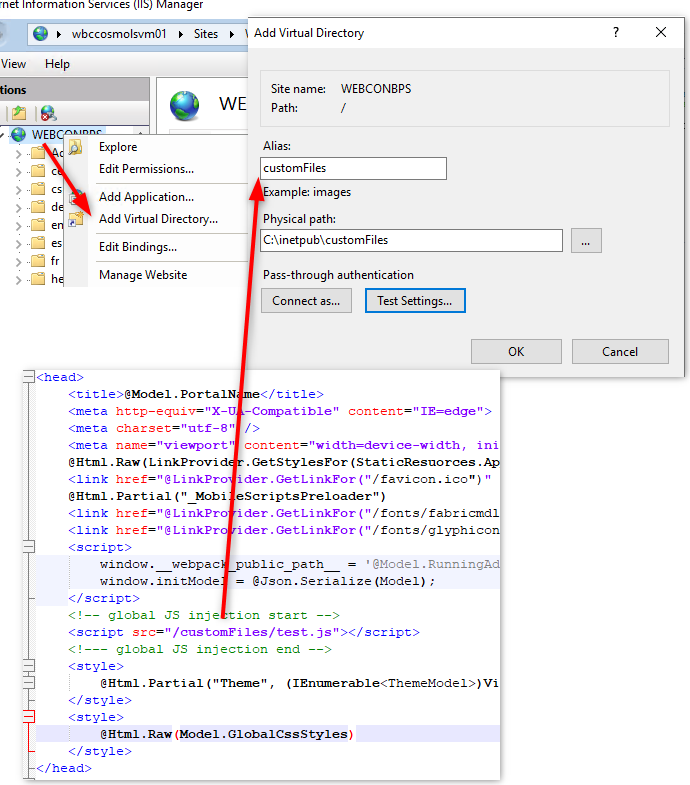 ernet Information Services (IIS) Manager
wbccosmolsvm01 Sites
View Help
tions
WEBCONBPS
Explore
Edit Permissions...
Add Application...
Add Virtual Directory...
Edit Bindings...
Manage Website
ce
cs
de
en
es
fr
he
Add Virtual Directory
? 
Site name: WEBCONBPS
Path: /
Alias:
customFiles
Example: images
Physical path:
C:\inetpub\customFiles
...
Pass-through authentication
Connect as... Test Settings...
OK Cancel
<head>
<title>@Model.PortalName</title>
<meta http-equiv="X-UA-Compatible" content="IE=edge">
<meta charset="utf-8" />
<meta name="viewport" content="width=device-width, ini
@Html.Raw(LinkProvider.GetStylesFor(StaticResuorces.Ap
<link href="@LinkProvider.GetLinkFor("/favicon.ico")"
@Html.Partial("_MobileScriptsPreloader")
<link href="@LinkProvider.GetLinkFor("/fonts/fabricmdl
<link href="@LinkProvider.GetLinkFor("/fonts/glyphicon
<script>
window.__webpack_public_path__ = '@Model.RunningAd
window.initModel = @Json.Serialize(Model);
</script>
<!-- global JS injection start -->
<script src="/customFiles/test.js"></script>
<!--- global JS injection end -->
<style>
@Html.Partial("Theme", (IEnumerable<ThemeModel>)Vi
</style>
<style>
@Html.Raw(Model.GlobalCssStyles)
</style>
</head>